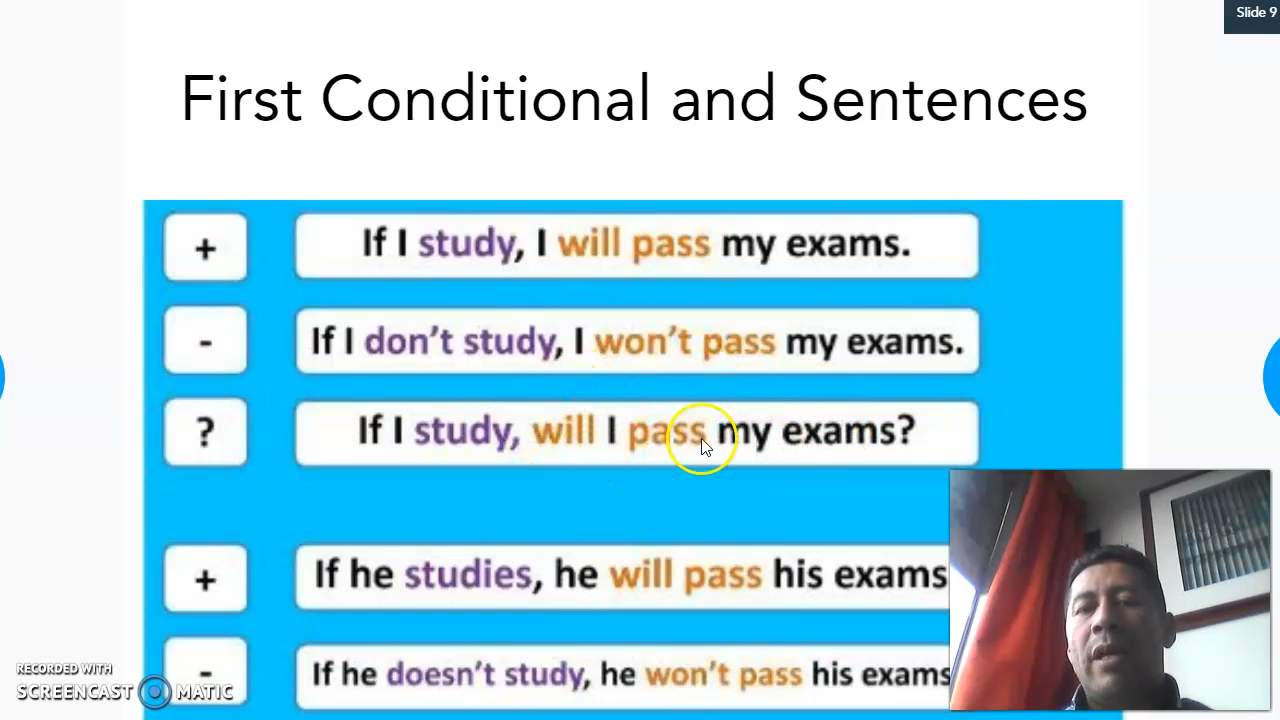 Slide 9
First Conditional and Sentences
+ If I study, I will pass my exams.
- If I don't study, I won't pass my exams.
? If I study, will I pass my exams?
+ If he studies, he will pass his exams
- If he doesn't study, he won't pass his exams
RECORDED WITH
SCREENCAST MATIC